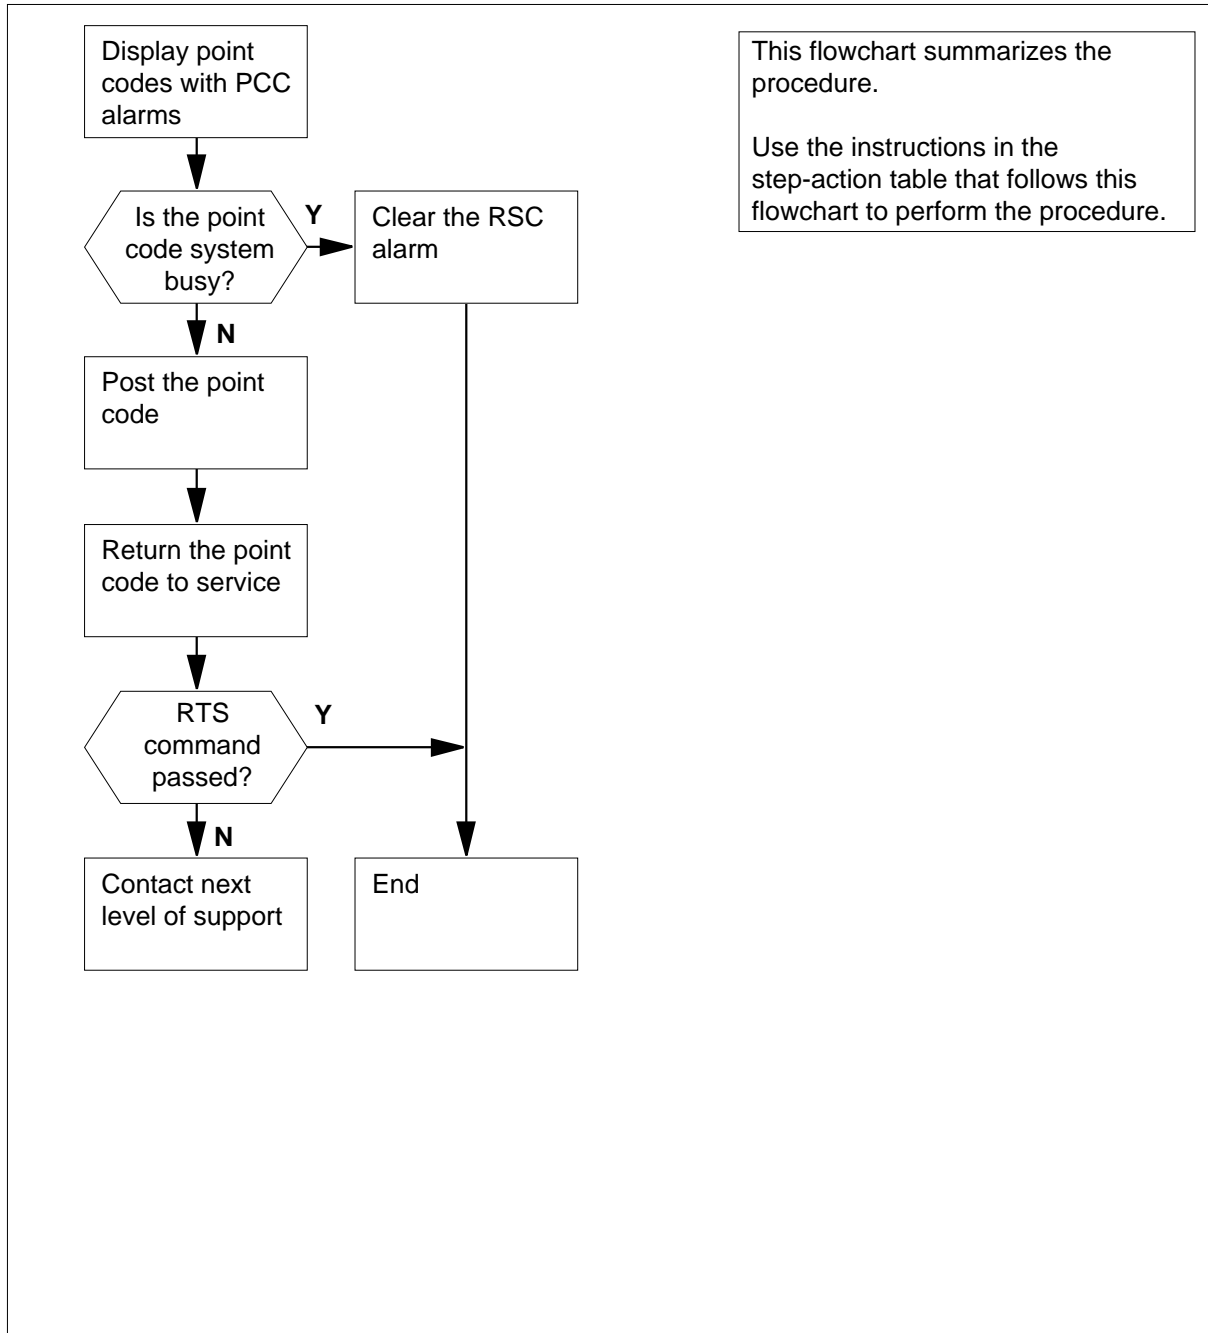 Display point
codes with PCC
alarms
This flowchart summarizes the
procedure.
Use the instructions in the
step-action table that follows this
flowchart to perform the procedure.
Is the point
code system
busy?
Y
Clear the RSC
alarm
N
Post the point
code
Return the point
code to service
RTS
command
passed?
Y
N
Contact next
level of support
End